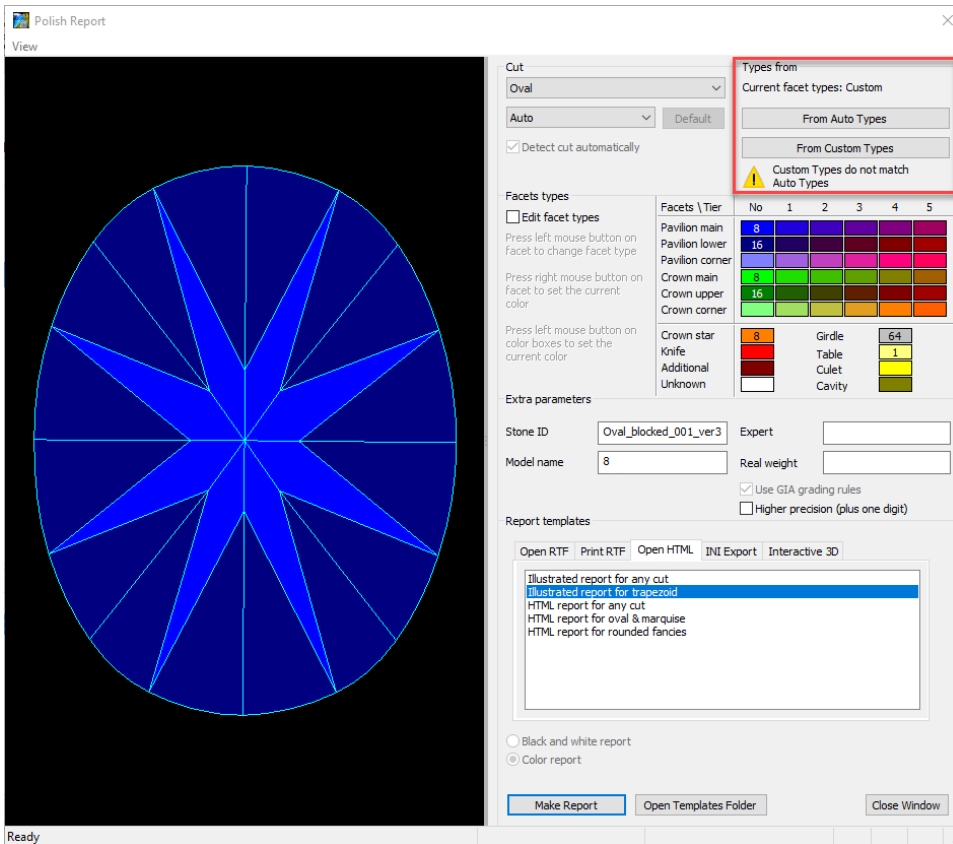 Polish Report
View
Cut
Oval
Auto
Default
Detect cut automatically
Types from
Current facet types: Custom
From Auto Types
From Custom Types
Custom Types do not match
Auto Types
Facets types
Edit facet types
Press left mouse button on
facet to change facet type
Press right mouse button on
facet to set the current
color
Press left mouse button on
color boxes to set the
current color
Facets \ Tier No 1 2 3 4 5
Pavilion main 8
Pavilion lower 16
Pavilion corner
Crown main 8
Crown upper 16
Crown corner
Crown star 8 Girdle 64
Knife Table 1
Additional Culet
Unknown Cavity
Extra parameters
Stone ID Oval_blocked_001_ver3 Expert
Model name 8 Real weight
Use GIA grading rules
Higher precision (plus one digit)
Report templates
Open RTF Print RTF Open HTML INI Export Interactive 3D
Illustrated report for any cut
Illustrated report for trapezoid
HTML report for any cut
HTML report for oval & marquise
HTML report for rounded fancies
Black and white report
Color report
Make Report Open Templates Folder Close Window
Ready